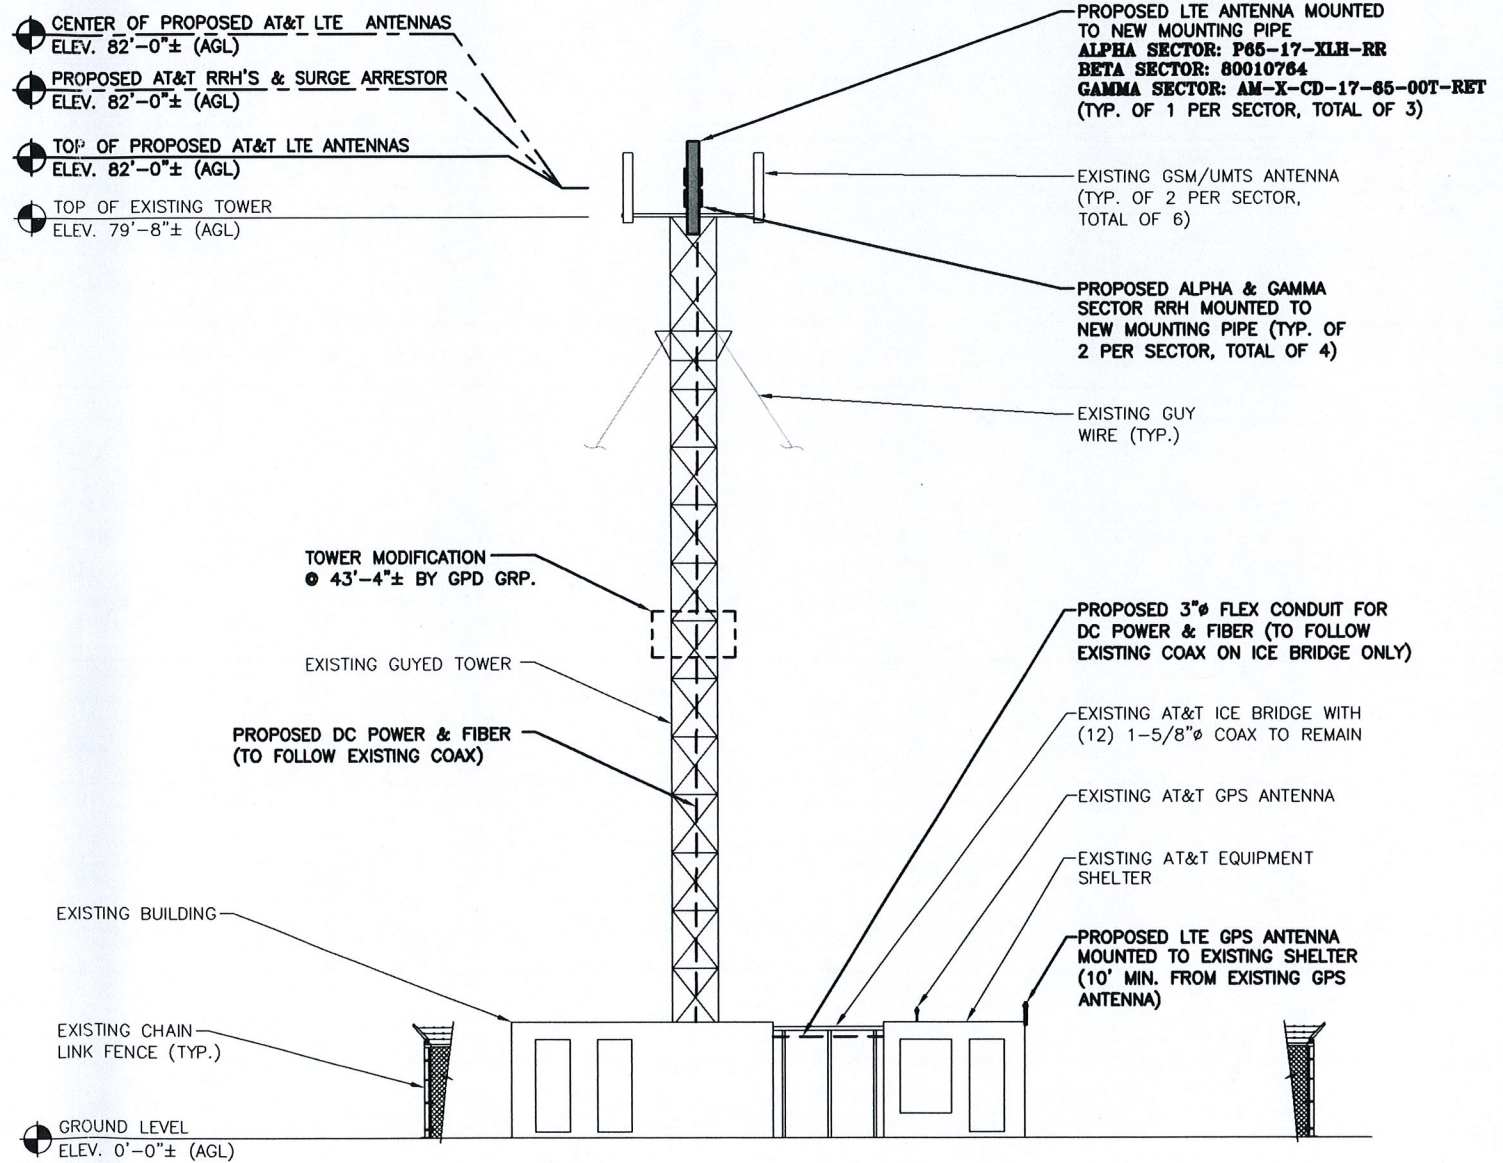 CENTER OF PROPOSED AT&T LTE ANTENNAS
ELEV. 82'-0"± (AGL)
PROPOSED AT&T RRH'S & SURGE ARRESTOR
ELEV. 82'-0"± (AGL)
TOP OF PROPOSED AT&T LTE ANTENNAS
ELEV. 82'-0"± (AGL)
TOP OF EXISTING TOWER
ELEV. 79'-8"± (AGL)
PROPOSED LTE ANTENNA MOUNTED
TO NEW MOUNTING PIPE
ALPHA SECTOR: P65-17-XLH-RR
BETA SECTOR: 80010764
GAMMA SECTOR: AM-X-CD-17-65-00T-RET
(TYP. OF 1 PER SECTOR, TOTAL OF 3)
EXISTING GSM/UMTS ANTENNA
(TYP. OF 2 PER SECTOR,
TOTAL OF 6)
PROPOSED ALPHA & GAMMA
SECTOR RRH MOUNTED TO
NEW MOUNTING PIPE (TYP. OF
2 PER SECTOR, TOTAL OF 4)
EXISTING GUY
WIRE (TYP.)
TOWER MODIFICATION
@ 43'-4"± BY GPD GRP.
EXISTING GUYED TOWER
PROPOSED DC POWER & FIBER
(TO FOLLOW EXISTING COAX)
PROPOSED 3"ø FLEX CONDUIT FOR
DC POWER & FIBER (TO FOLLOW
EXISTING COAX ON ICE BRIDGE ONLY)
EXISTING AT&T ICE BRIDGE WITH
(12) 1-5/8"ø COAX TO REMAIN
EXISTING AT&T GPS ANTENNA
EXISTING AT&T EQUIPMENT
SHELTER
PROPOSED LTE GPS ANTENNA
MOUNTED TO EXISTING SHELTER
(10' MIN. FROM EXISTING GPS
ANTENNA)
EXISTING BUILDING
EXISTING CHAIN
LINK FENCE (TYP.)
GROUND LEVEL
ELEV. 0'-0"± (AGL)